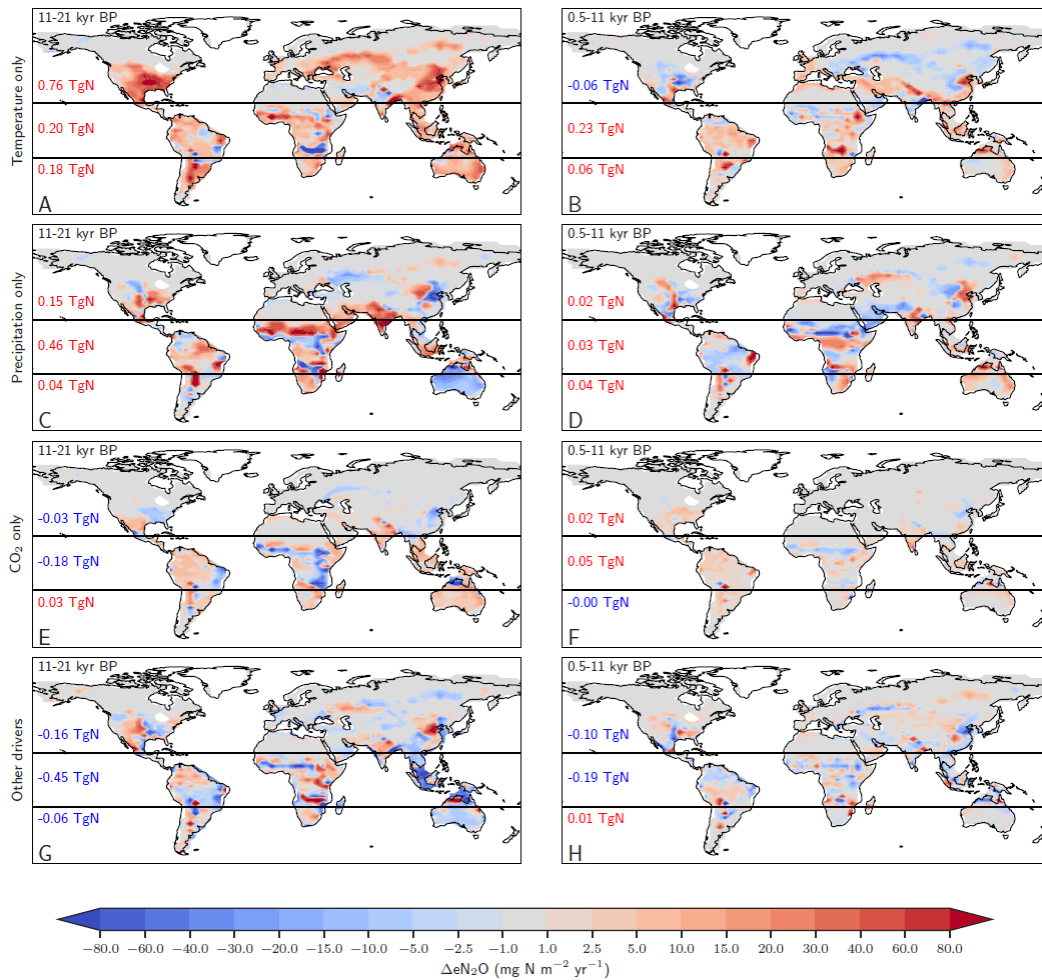 11-21 kyr BP
0.5-11 kyr BP
Temperature only
0.76 TgN
0.20 TgN
0.18 TgN
A
-0.06 TgN
0.23 TgN
0.06 TgN
B
11-21 kyr BP
0.5-11 kyr BP
Precipitation only
0.15 TgN
0.46 TgN
0.04 TgN
C
0.02 TgN
0.03 TgN
0.04 TgN
D
11-21 kyr BP
0.5-11 kyr BP
CO₂ only
-0.03 TgN
-0.18 TgN
0.03 TgN
E
0.02 TgN
0.05 TgN
-0.00 TgN
F
11-21 kyr BP
0.5-11 kyr BP
Other drivers
-0.16 TgN
-0.45 TgN
-0.06 TgN
G
-0.10 TgN
-0.19 TgN
0.01 TgN
H
−80.0 −60.0 −40.0 −30.0 −20.0 −15.0 −10.0 −5.0 −2.5 −1.0 1.0 2.5 5.0 10.0 15.0 20.0 30.0 40.0 60.0 80.0
ΔeN₂O (mg N m⁻² yr⁻¹)